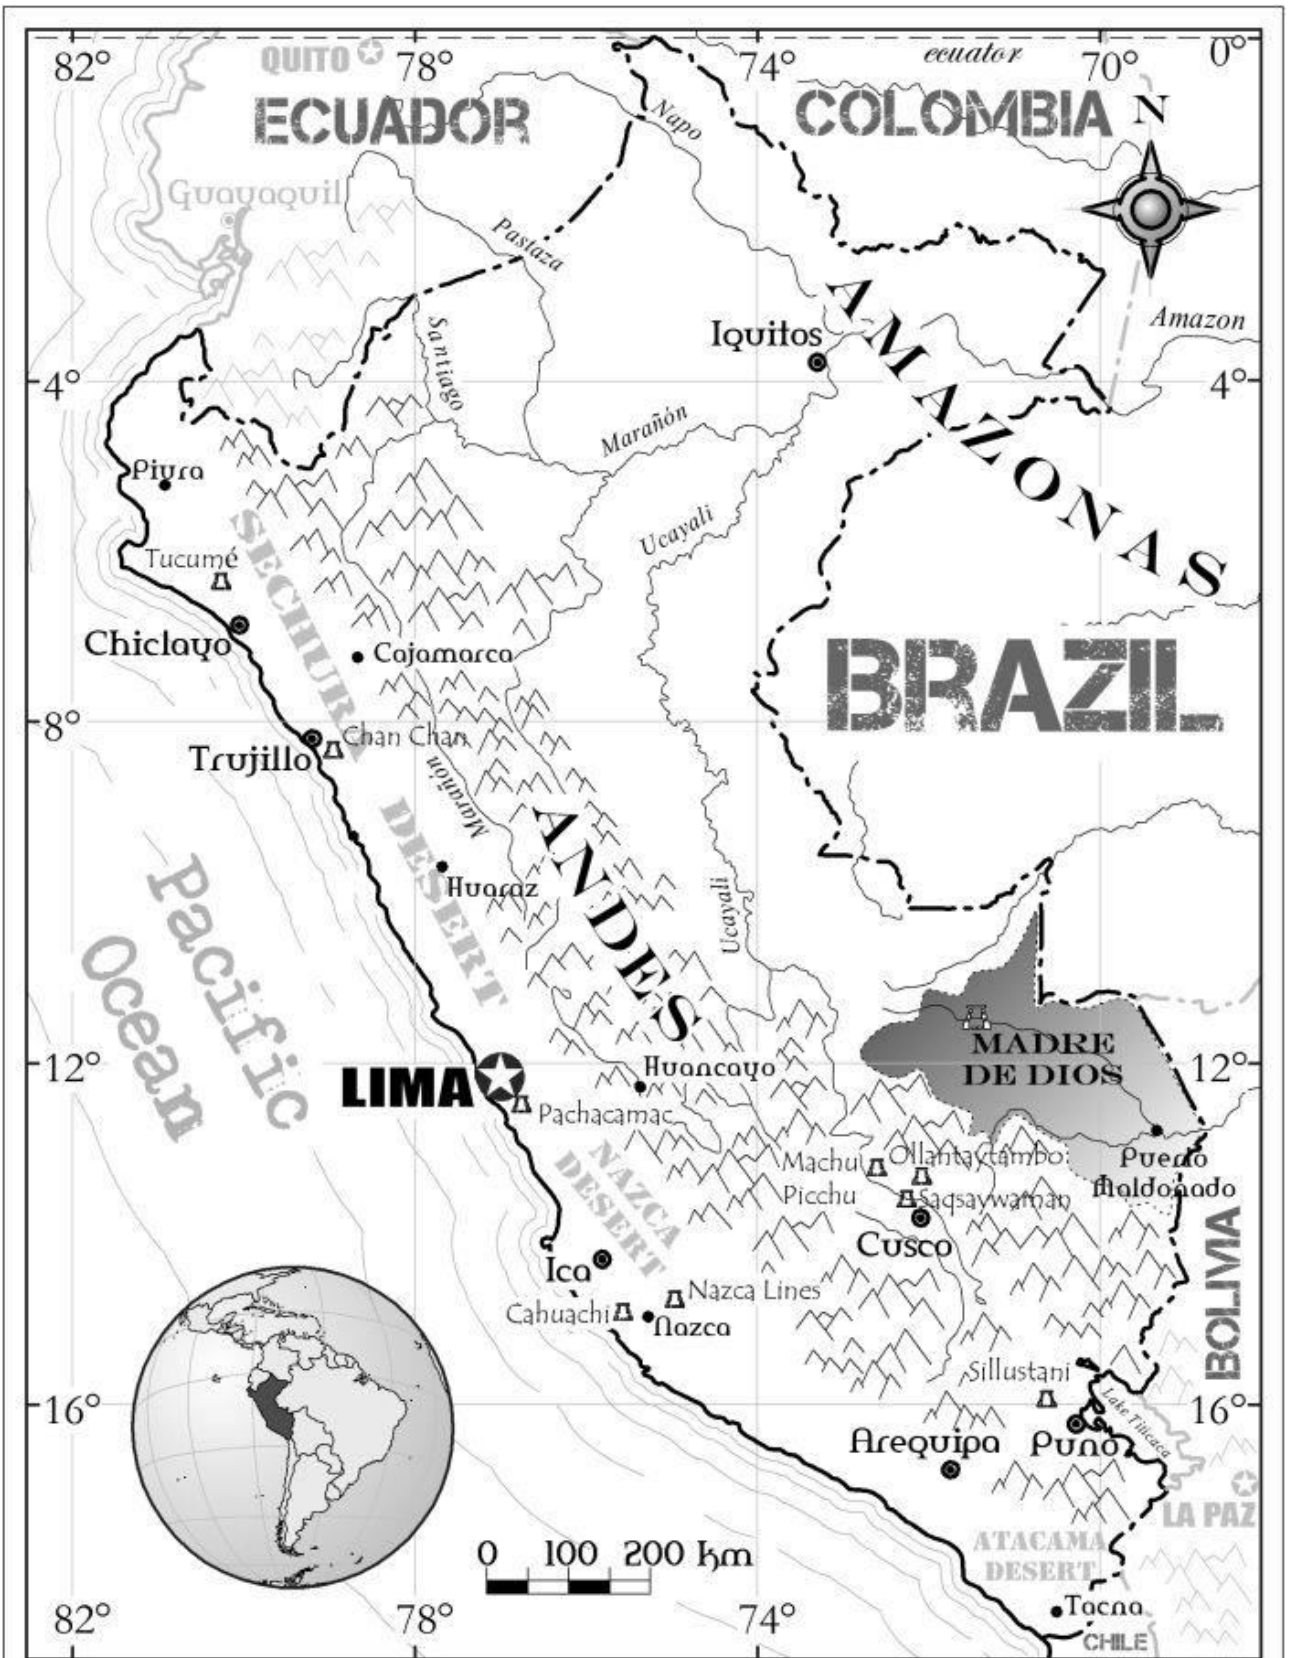 82°
QUITO
78°
74°
ecuator
70°
0°
ECUADOR
COLOMBIA
N
Napo
Guayaquil
Pastaza
Santiago
Iquitos
AMAZONAS
Amazon
4°
4°
Marañón
Piura
Ucayali
SECHURA
DESERT
Tucumé
Chiclayo
Cajamarca
BRAZIL
8°
Chan Chan
Trujillo
Marañón
ANDES
Huaraz
Ucayali
Pacific
Ocean
MADRE
DE DIOS
12°
12°
LIMA
Huancayo
Pachacamac
NAZCA
DESERT
Machu
Picchu
Ollantaytambo
Saqsaywaman
Puerto
Maldonado
Cusco
BOLIVIA
Ica
Nazca Lines
Cahuachi
Nazca
Sillustani
Lake Titicaca
16°
16°
Arequipa
Puno
LA PAZ
ATACAMA
DESERT
0 100 200 km
Tacna
82°
78°
74°
CHILE